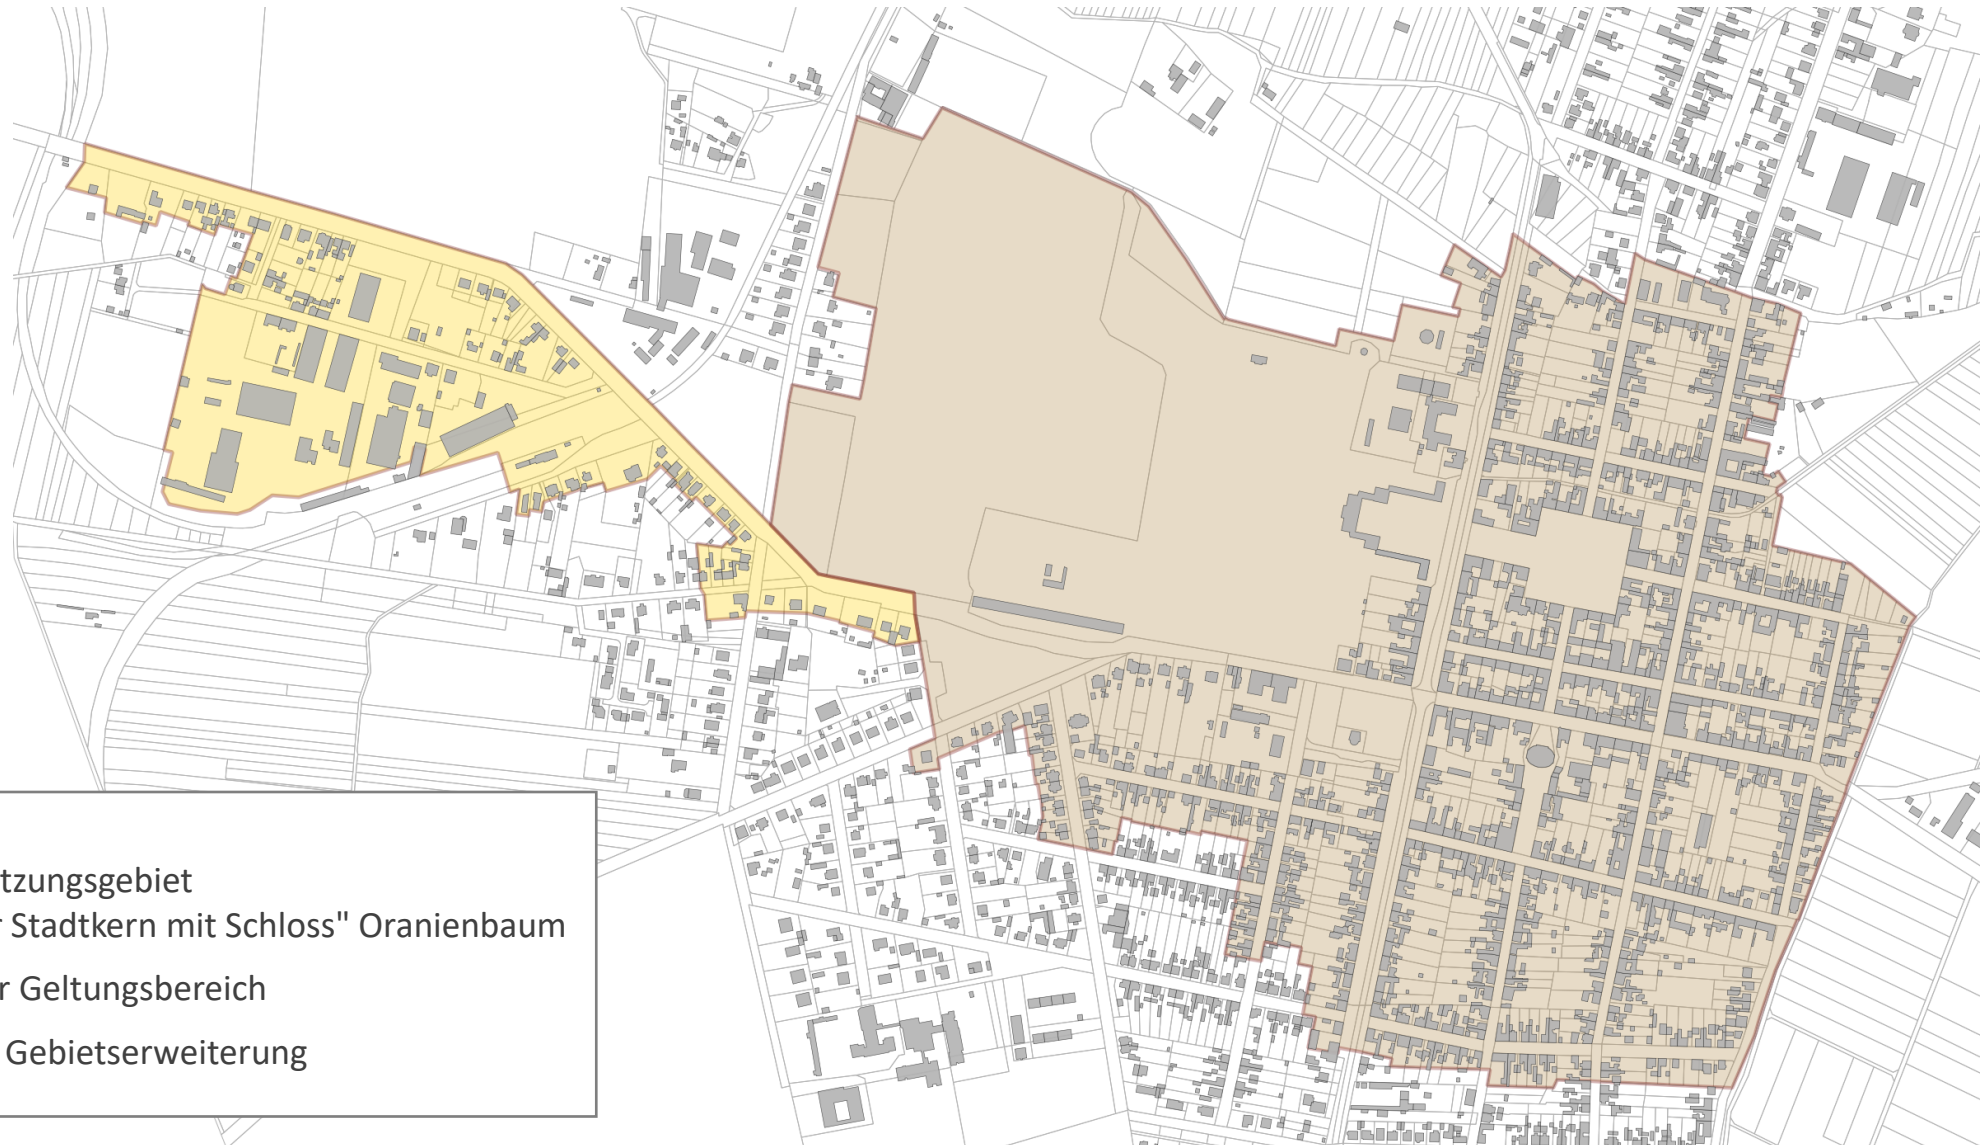 tzungsgebiet
r Stadtkern mit Schloss" Oranienbaum
r Geltungsbereich
Gebietserweiterung